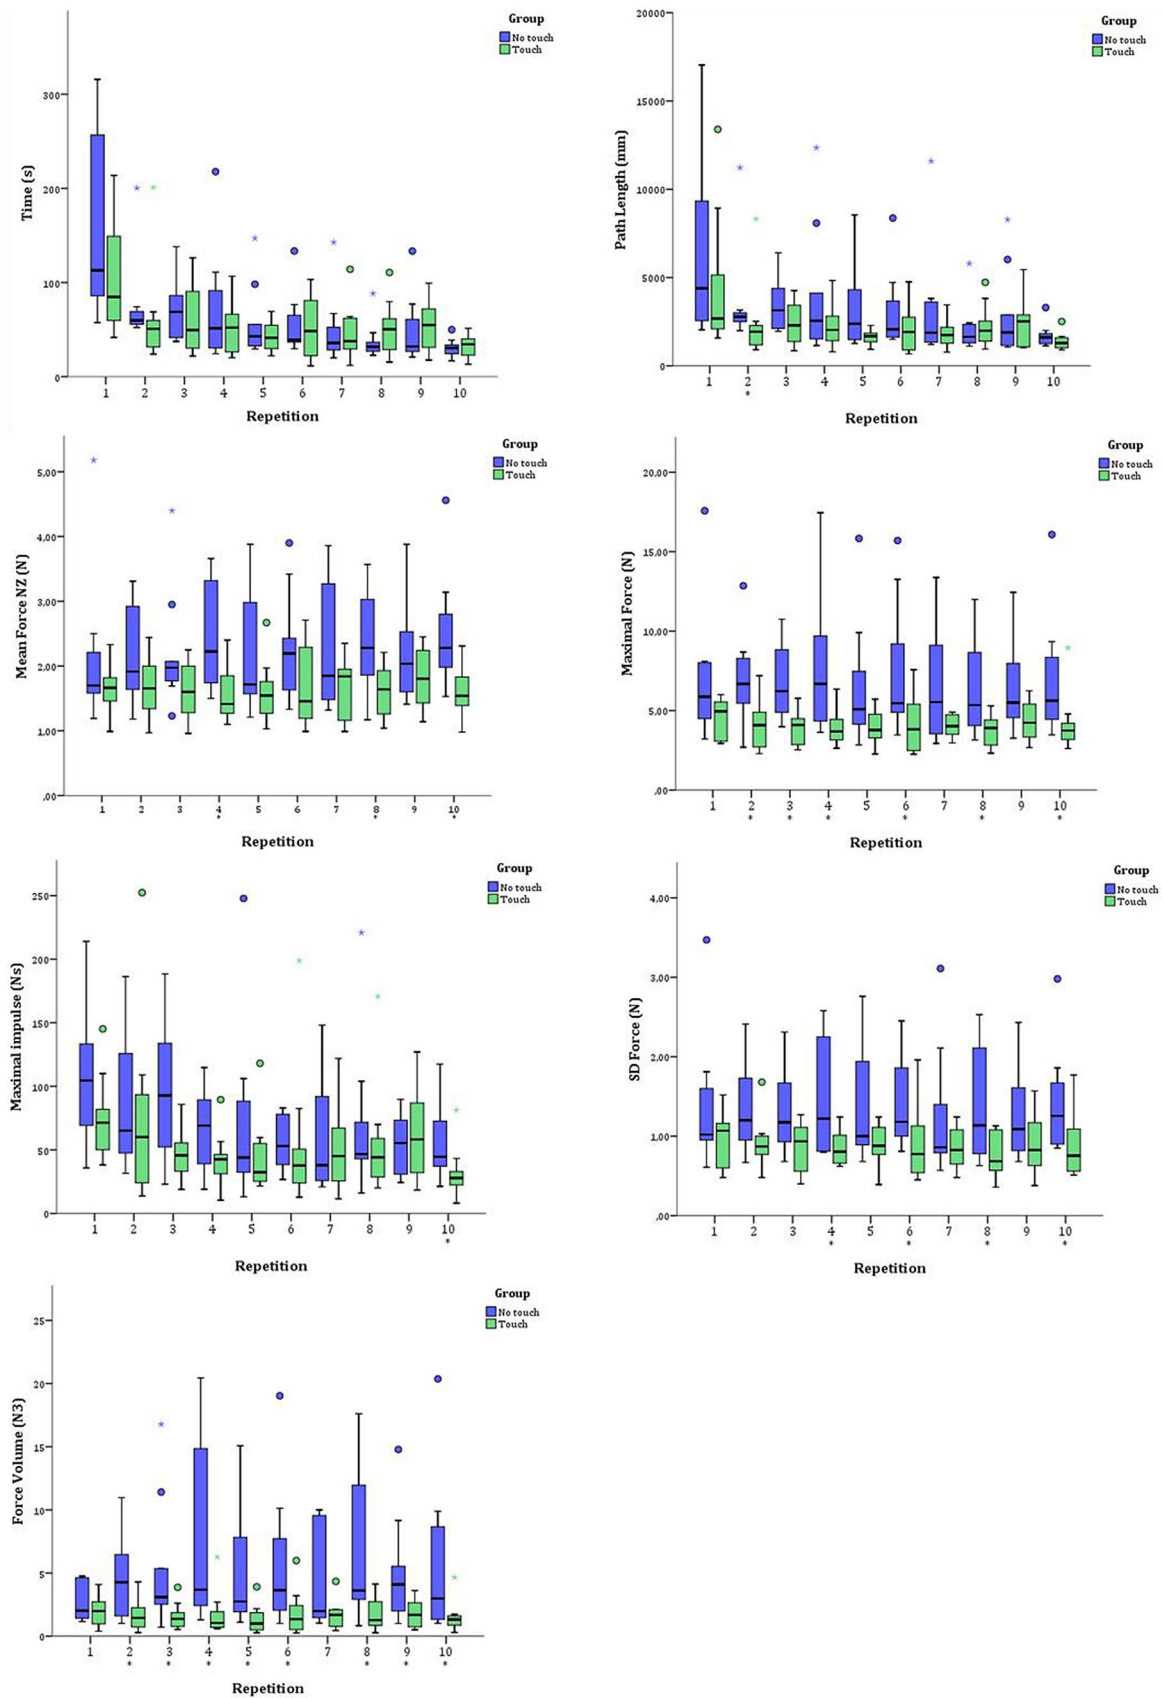 Group
No touch
Touch
300
200
100
0
Time (s)
1 2 3 4 5 6 7 8 9 10
Repetition
Group
No touch
Touch
20000
15000
10000
5000
0
Path Length (mm)
1 2 3 4 5 6 7 8 9 10
*
Repetition
Group
No touch
Touch
5,00
4,00
3,00
2,00
1,00
,00
Mean Force NZ (N)
1 2 3 4 5 6 7 8 9 10
* * *
Repetition
Group
No touch
Touch
20,00
15,00
10,00
5,00
,00
Maximal Force (N)
1 2 3 4 5 6 7 8 9 10
* * * * * *
Repetition
Group
No touch
Touch
250
200
150
100
50
0
Maximal impulse (Ns)
1 2 3 4 5 6 7 8 9 10
*
Repetition
Group
No touch
Touch
4,00
3,00
2,00
1,00
,00
SD Force (N)
1 2 3 4 5 6 7 8 9 10
* * * *
Repetition
Group
No touch
Touch
25
20
15
10
5
0
Force Volume (N3)
1 2 3 4 5 6 7 8 9 10
* * * * * * * *
Repetition